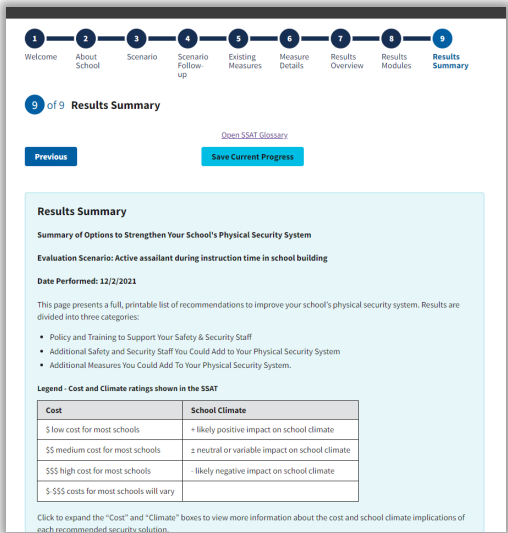 1 2 3 4 5 6 7 8 9
Welcome About School Scenario Scenario Follow-up Existing Measures Measure Details Results Overview Results Modules Results Summary
9 of 9 Results Summary
Open SSAT Glossary
Previous Save Current Progress
Results Summary
Summary of Options to Strengthen Your School's Physical Security System
Evaluation Scenario: Active assailant during instruction time in school building
Date Performed: 12/2/2021
This page presents a full, printable list of recommendations to improve your school's physical security system. Results are
divided into three categories:
• Policy and Training to Support Your Safety & Security Staff
• Additional Safety and Security Staff You Could Add to Your Physical Security System
• Additional Measures You Could Add To Your Physical Security System.
Legend - Cost and Climate ratings shown in the SSAT
Cost School Climate
$ low cost for most schools + likely positive impact on school climate
$$ medium cost for most schools ± neutral or variable impact on school climate
$$$ high cost for most schools - likely negative impact on school climate
$-$$$ costs for most schools will vary
Click to expand the “Cost” and “Climate” boxes to view more information about the cost and school climate implications of
each recommended security solution.